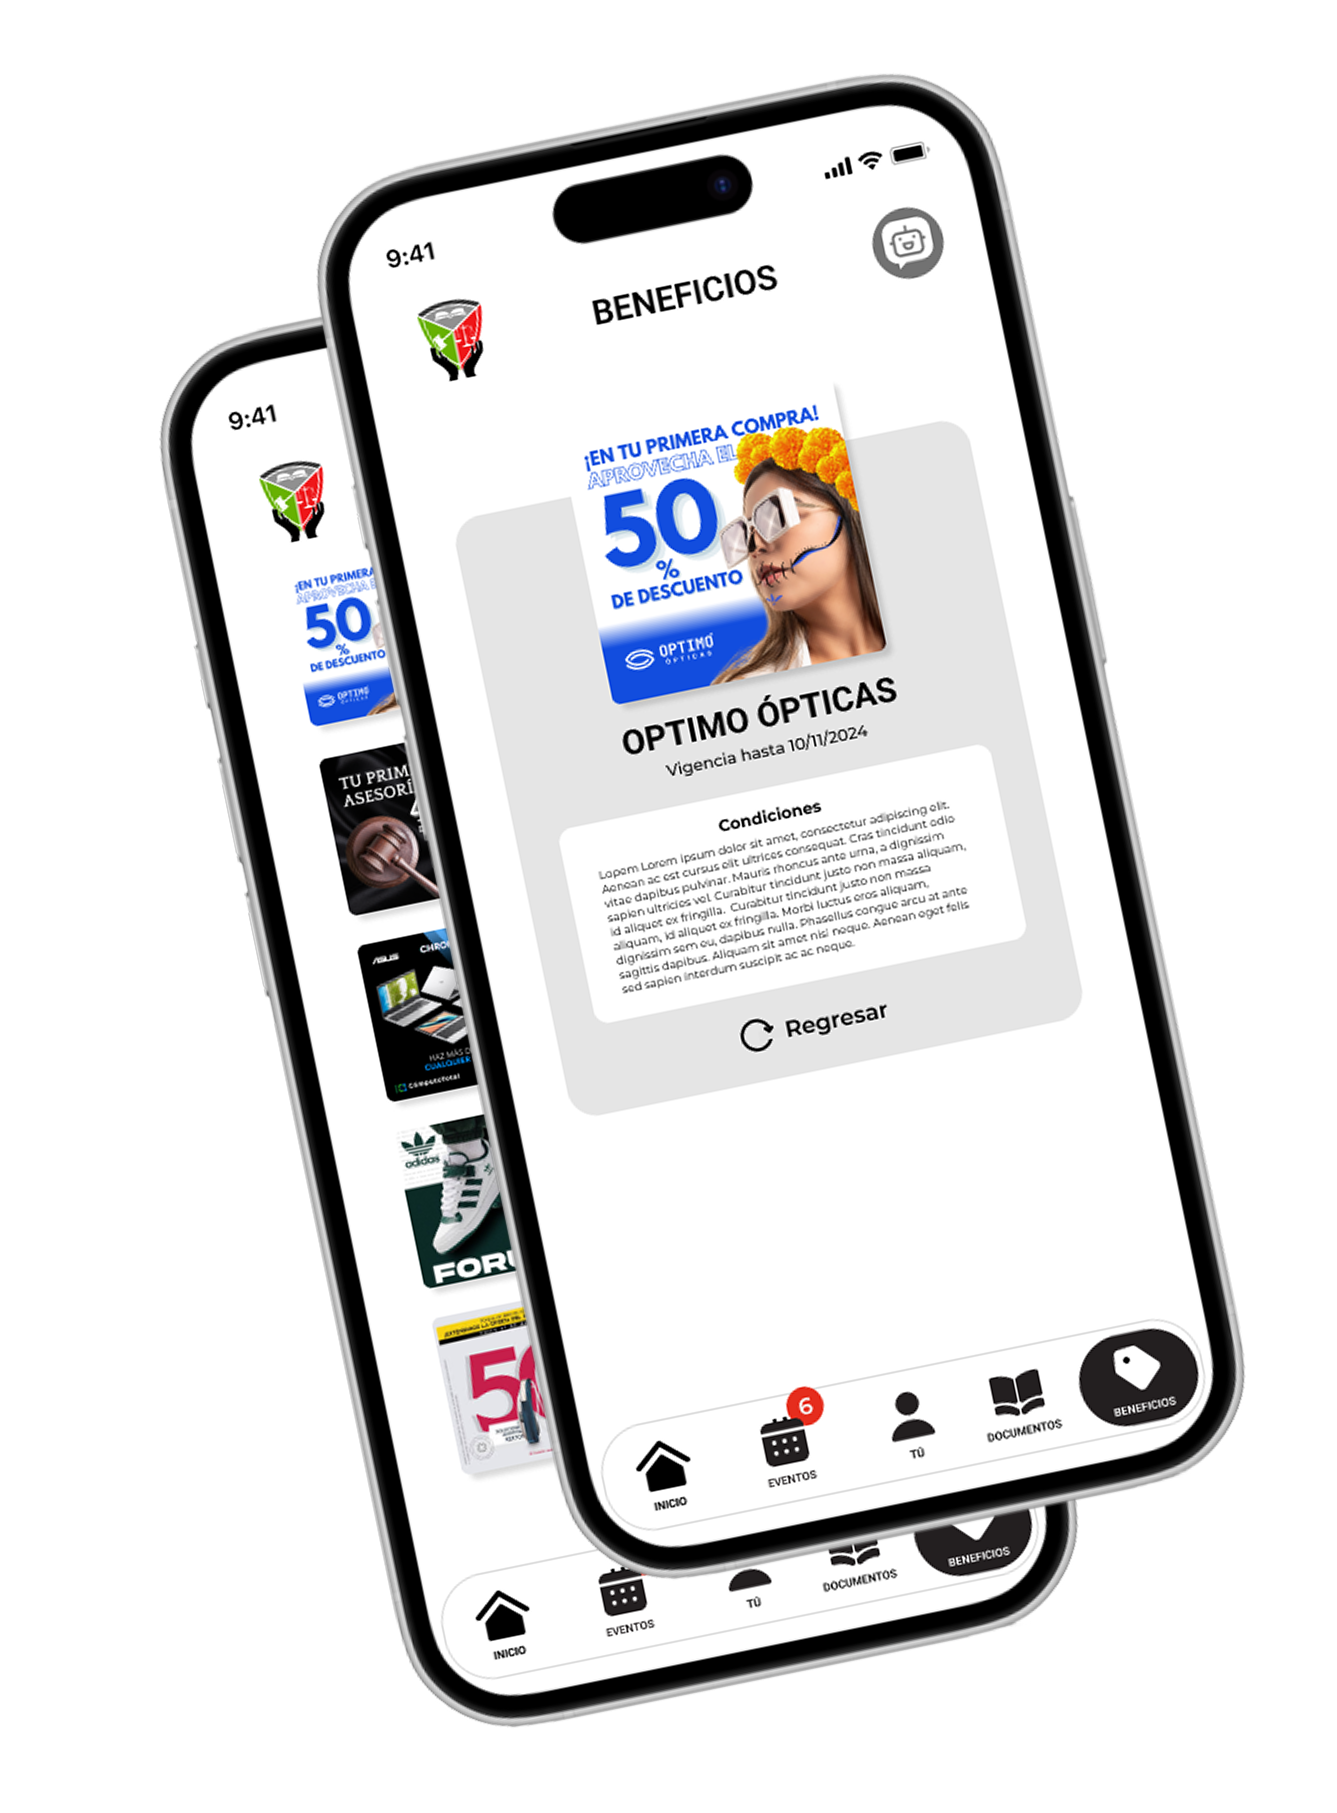 9:41
BENEFICIOS
¡EN TU PRIMERA COMPRA!
APROVECHA EL
50
%
DE DESCUENTO
OPTIMO
ÓPTICAS
OPTIMO ÓPTICAS
Vigencia hasta 10/11/2024
Condiciones
Lopem Lorem ipsum dolor sit amet, consectetur adipiscing elit.
Aenean ac est cursus elit ultrices consequat. Cras tincidunt odio
vitae dapibus pulvinar. Mauris rhoncus ante urna, a dignissim
sapien ultricies vel. Curabitur tincidunt justo non massa aliquam,
id aliquet ex fringilla. Curabitur tincidunt justo non massa
aliquam, id aliquet ex fringilla. Morbi luctus eros aliquam,
dignissim sem eu, dapibus nulla. Phasellus congue arcu at ante
sagittis dapibus. Aliquam sit amet nisi neque. Aenean eget felis
sed sapien interdum suscipit ac ac neque.
Regresar
6
INICIO
EVENTOS
TÚ
DOCUMENTOS
BENEFICIOS
9:41
¡EN TU PRIMERA
APROVECHA E
50
%
DE DESCUENTO
OPTIMO
ÓPTICAS
TU PRIM
ASESORÍ
ASUS
CHRO
HAZ MÁS D
CUALQUIER
CómputoTotal
adidas
FORU
50
INICIO
EVENTOS
TÚ
DOCUMENTOS
BENEFICIOS